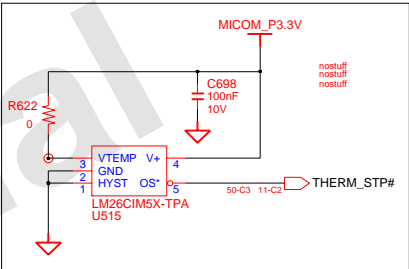 MICOM_P3.3V
nostuff
nostuff
nostuff
C698
100nF
10V
R622
0
VTEMP V+
3 4
GND
2
HYST OS*
1 5
50-C3 11-C2
THERM_STP#
LM26CIM5X-TPA
U515